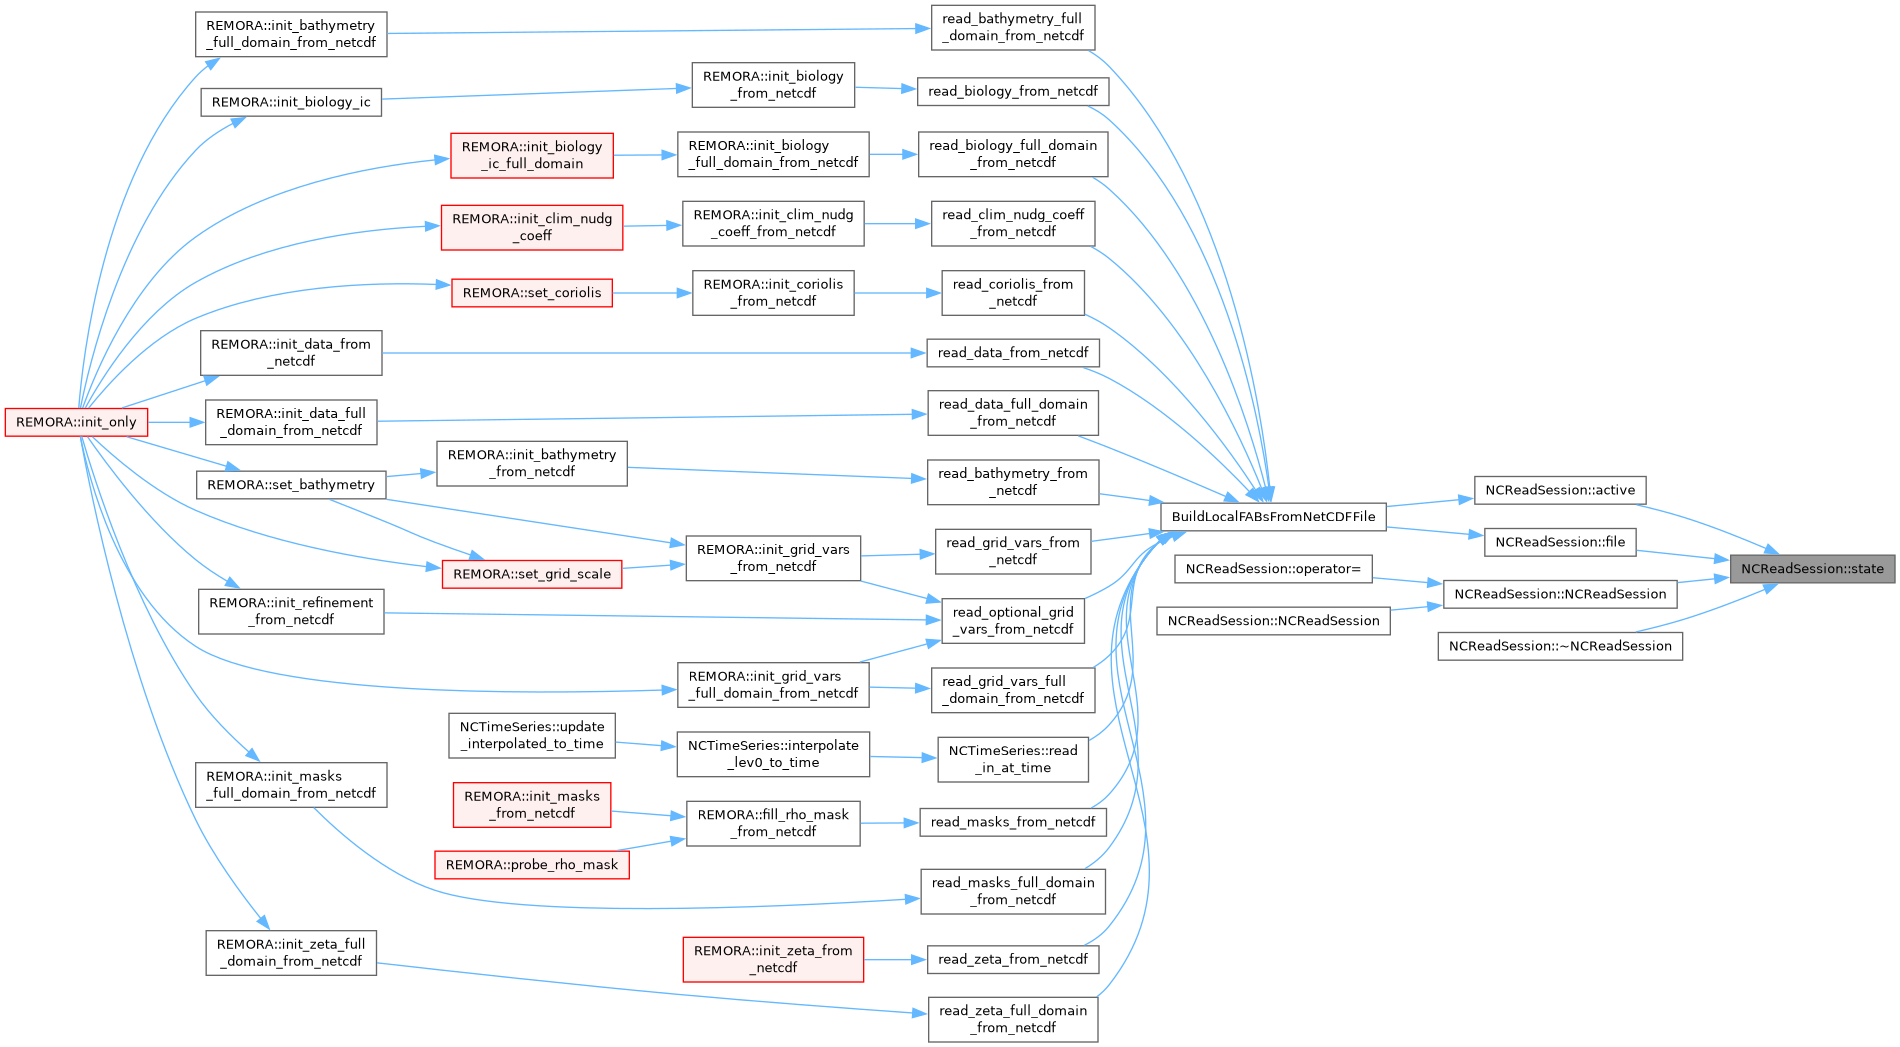 REMORA::init_bathymetry
_full_domain_from_netcdf
read_bathymetry_full
_domain_from_netcdf
REMORA::init_biology_ic
REMORA::init_biology
_from_netcdf
read_biology_from_netcdf
REMORA::init_biology
_ic_full_domain
REMORA::init_biology
_full_domain_from_netcdf
read_biology_full_domain
_from_netcdf
REMORA::init_clim_nudg
_coeff
REMORA::init_clim_nudg
_coeff_from_netcdf
read_clim_nudg_coeff
_from_netcdf
REMORA::set_coriolis
REMORA::init_coriolis
_from_netcdf
read_coriolis_from
_netcdf
REMORA::init_data_from
_netcdf
read_data_from_netcdf
REMORA::init_only
REMORA::init_data_full
_domain_from_netcdf
read_data_full_domain
_from_netcdf
REMORA::set_bathymetry
REMORA::init_bathymetry
_from_netcdf
read_bathymetry_from
_netcdf
BuildLocalFABsFromNetCDFFile
NCReadSession::active
NCReadSession::file
NCReadSession::state
REMORA::set_grid_scale
REMORA::init_grid_vars
_from_netcdf
read_grid_vars_from
_netcdf
NCReadSession::operator=
NCReadSession::NCReadSession
NCReadSession::NCReadSession
NCReadSession::~NCReadSession
REMORA::init_refinement
_from_netcdf
read_optional_grid
_vars_from_netcdf
REMORA::init_grid_vars
_full_domain_from_netcdf
read_grid_vars_full
_domain_from_netcdf
NCTimeSeries::update
_interpolated_to_time
NCTimeSeries::interpolate
_lev0_to_time
NCTimeSeries::read
_in_at_time
REMORA::init_masks
_full_domain_from_netcdf
REMORA::init_masks
_from_netcdf
REMORA::fill_rho_mask
_from_netcdf
read_masks_from_netcdf
REMORA::probe_rho_mask
read_masks_full_domain
_from_netcdf
REMORA::init_zeta_full
_domain_from_netcdf
REMORA::init_zeta_from
_netcdf
read_zeta_from_netcdf
read_zeta_full_domain
_from_netcdf